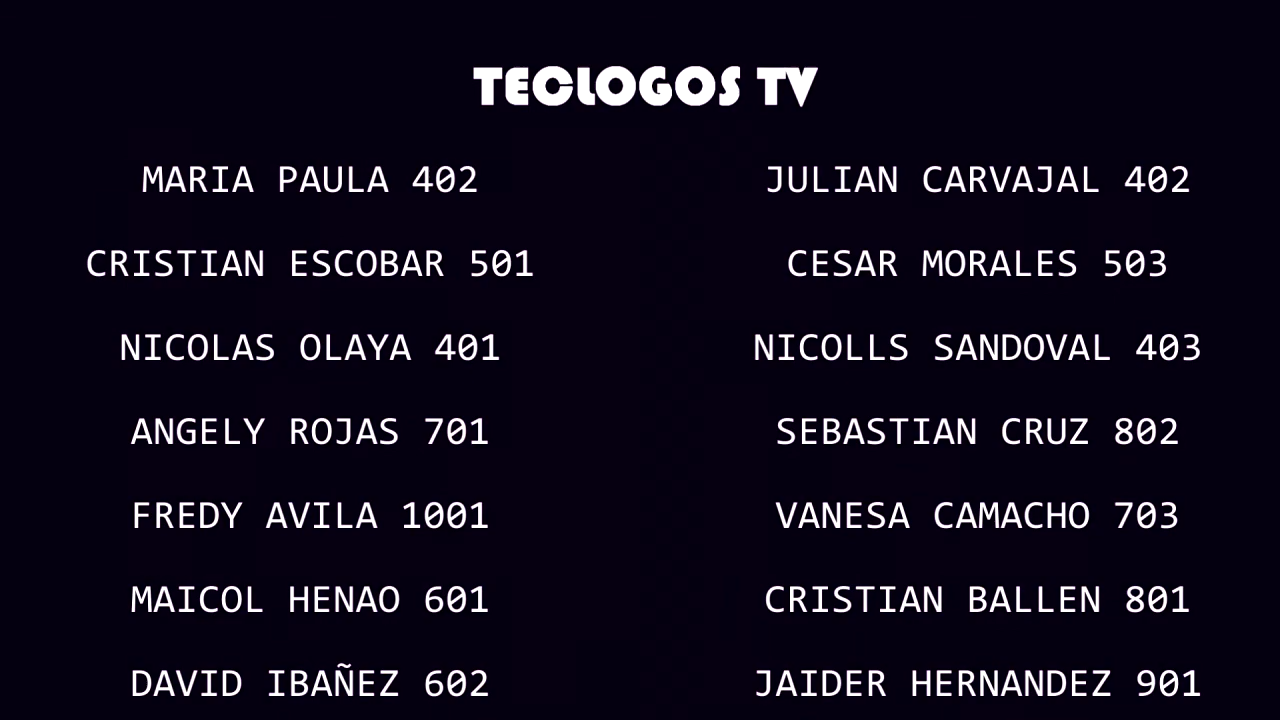 TECLOGOS TV
MARIA PAULA 402
JULIAN CARVAJAL 402
CRISTIAN ESCOBAR 501
CESAR MORALES 503
NICOLAS OLAYA 401
NICOLLS SANDOVAL 403
ANGELY ROJAS 701
SEBASTIAN CRUZ 802
FREDY AVILA 1001
VANESA CAMACHO 703
MAICOL HENAO 601
CRISTIAN BALLEN 801
DAVID IBAÑEZ 602
JAIDER HERNANDEZ 901